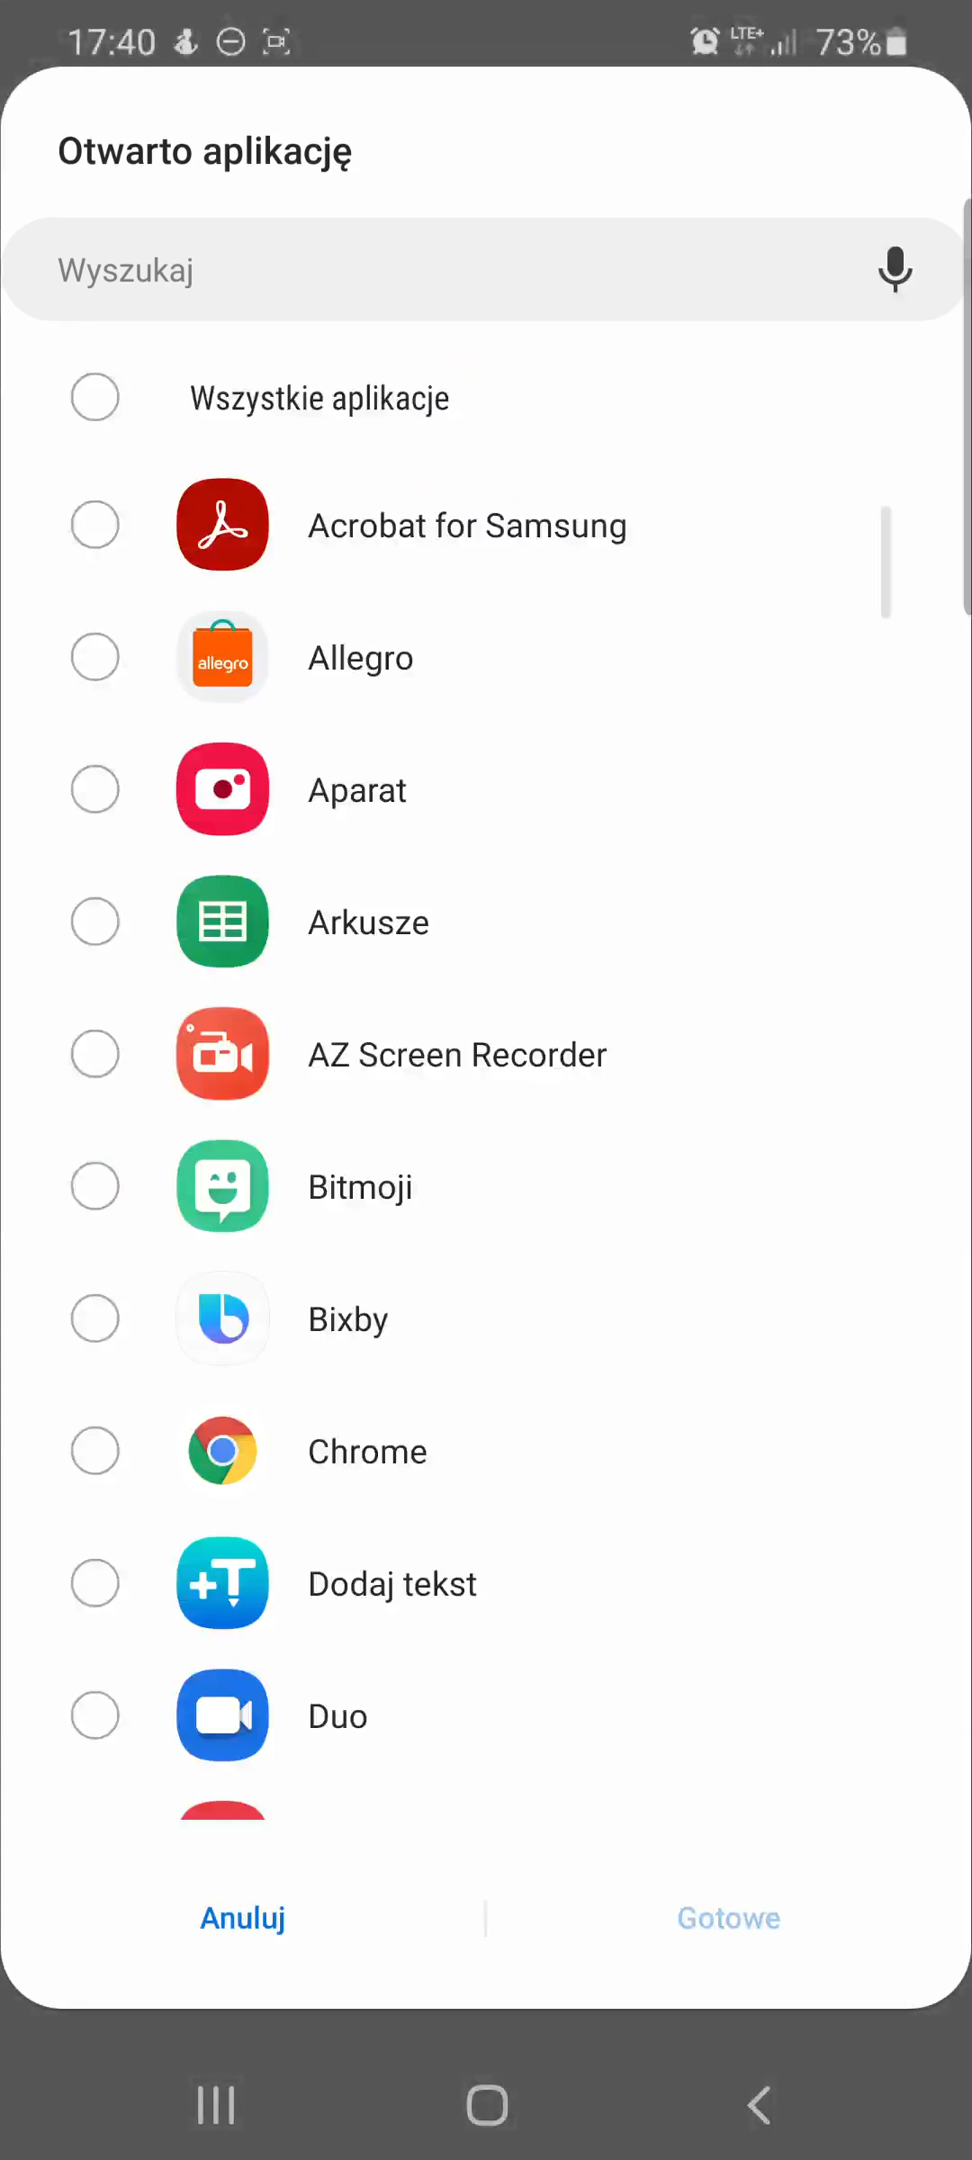 17:40
LTE+
73%
Otwarto aplikację
Wyszukaj
Wszystkie aplikacje
Acrobat for Samsung
allegro
Allegro
Aparat
Arkusze
AZ Screen Recorder
Bitmoji
Bixby
Chrome
+T
Dodaj tekst
Duo
Anuluj
Gotowe